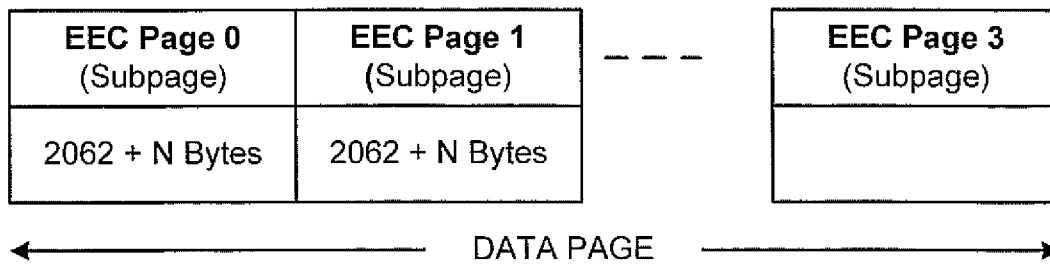 EEC Page 0
(Subpage)
EEC Page 1
(Subpage)
EEC Page 3
(Subpage)
2062 + N Bytes
2062 + N Bytes
DATA PAGE